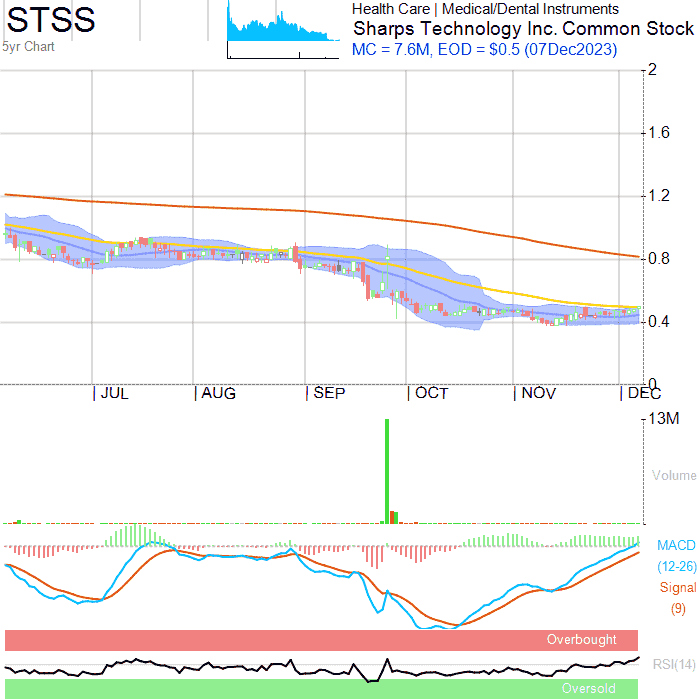 STSS
5yr Chart
Health Care | Medical/Dental Instruments
Sharps Technology Inc. Common Stock
MC = 7.6M, EOD = $0.5 (07Dec2023)
2
1.6
1.2
0.8
0.4
0
JUL AUG SEP OCT NOV DEC
13M
Volume
MACD
(12-26)
Signal
(9)
Overbought
RSI(14)
Oversold